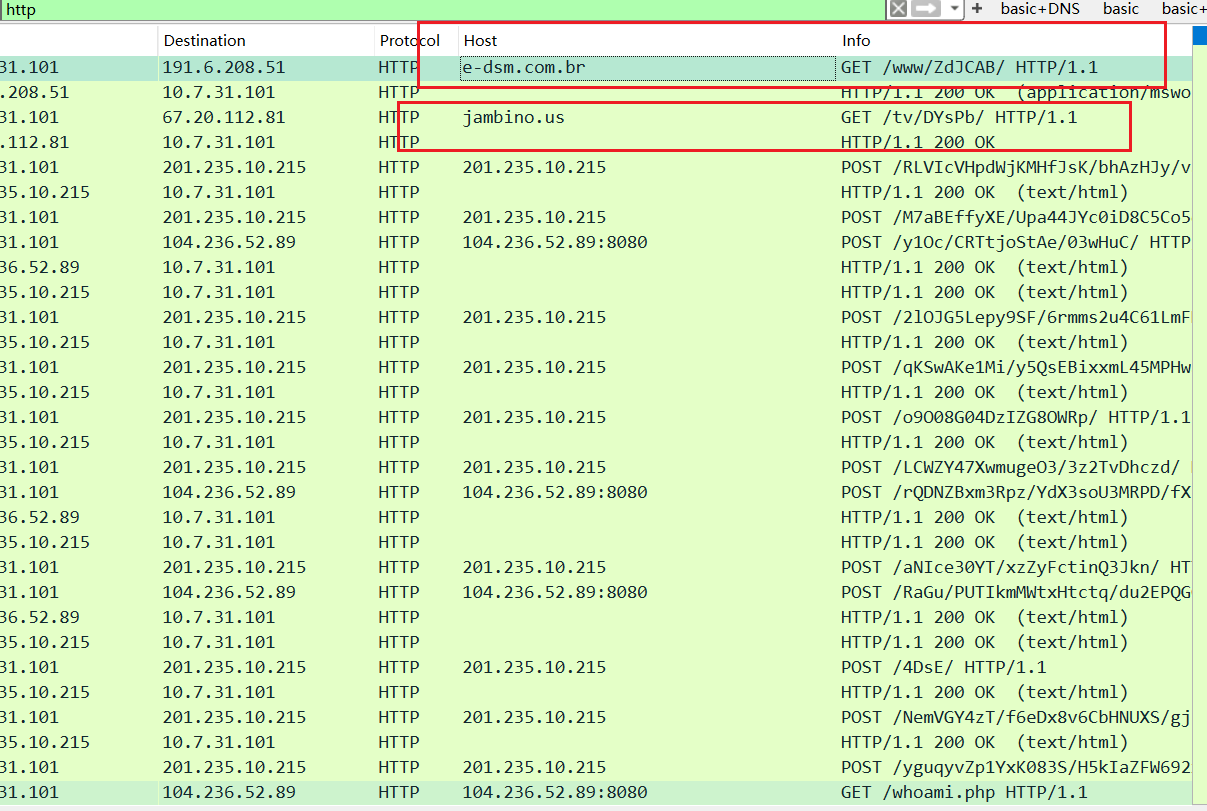 http + basic+DNS basic basic+
Destination Protocol Host Info
31.101 191.6.208.51 HTTP e-dsm.com.br GET /www/ZdJCAB/ HTTP/1.1
.208.51 10.7.31.101 HTTP HTTP/1.1 200 OK (application/mswo
31.101 67.20.112.81 HTTP jambino.us GET /tv/DYsPb/ HTTP/1.1
.112.81 10.7.31.101 HTTP HTTP/1.1 200 OK
31.101 201.235.10.215 HTTP 201.235.10.215 POST /RLVIcVHpdWjKMHfJsK/bhAzHJy/v
35.10.215 10.7.31.101 HTTP HTTP/1.1 200 OK (text/html)
31.101 201.235.10.215 HTTP 201.235.10.215 POST /M7aBEffyXE/Upa44JYc0iD8C5Co5
31.101 104.236.52.89 HTTP 104.236.52.89:8080 POST /y1Oc/CRTtjoStAe/03wHuC/ HTTP
36.52.89 10.7.31.101 HTTP HTTP/1.1 200 OK (text/html)
35.10.215 10.7.31.101 HTTP HTTP/1.1 200 OK (text/html)
31.101 201.235.10.215 HTTP 201.235.10.215 POST /2lOJG5Lepy9SF/6rmms2u4C61LmF
35.10.215 10.7.31.101 HTTP HTTP/1.1 200 OK (text/html)
31.101 201.235.10.215 HTTP 201.235.10.215 POST /qKSwAKe1Mi/y5QsEBixxmL45MPHw
35.10.215 10.7.31.101 HTTP HTTP/1.1 200 OK (text/html)
31.101 201.235.10.215 HTTP 201.235.10.215 POST /o9O08G04DzIZG8OWRp/ HTTP/1.1
35.10.215 10.7.31.101 HTTP HTTP/1.1 200 OK (text/html)
31.101 201.235.10.215 HTTP 201.235.10.215 POST /LCWZY47XwmugeO3/3z2TvDhczd/
31.101 104.236.52.89 HTTP 104.236.52.89:8080 POST /rQDNZBxm3Rpz/YdX3soU3MRPD/fX
36.52.89 10.7.31.101 HTTP HTTP/1.1 200 OK (text/html)
35.10.215 10.7.31.101 HTTP HTTP/1.1 200 OK (text/html)
31.101 201.235.10.215 HTTP 201.235.10.215 POST /aNIce30YT/xzZyFctinQ3Jkn/ HT
31.101 104.236.52.89 HTTP 104.236.52.89:8080 POST /RaGu/PUTIkmMWtxHtctq/du2EPQG
36.52.89 10.7.31.101 HTTP HTTP/1.1 200 OK (text/html)
35.10.215 10.7.31.101 HTTP HTTP/1.1 200 OK (text/html)
31.101 201.235.10.215 HTTP 201.235.10.215 POST /4DsE/ HTTP/1.1
35.10.215 10.7.31.101 HTTP HTTP/1.1 200 OK (text/html)
31.101 201.235.10.215 HTTP 201.235.10.215 POST /NemVGY4zT/f6eDx8v6CbHNUXS/gj
35.10.215 10.7.31.101 HTTP HTTP/1.1 200 OK (text/html)
31.101 201.235.10.215 HTTP 201.235.10.215 POST /yguqyvZp1YxK083S/H5kIaZFW692
31.101 104.236.52.89 HTTP 104.236.52.89:8080 GET /whoami.php HTTP/1.1